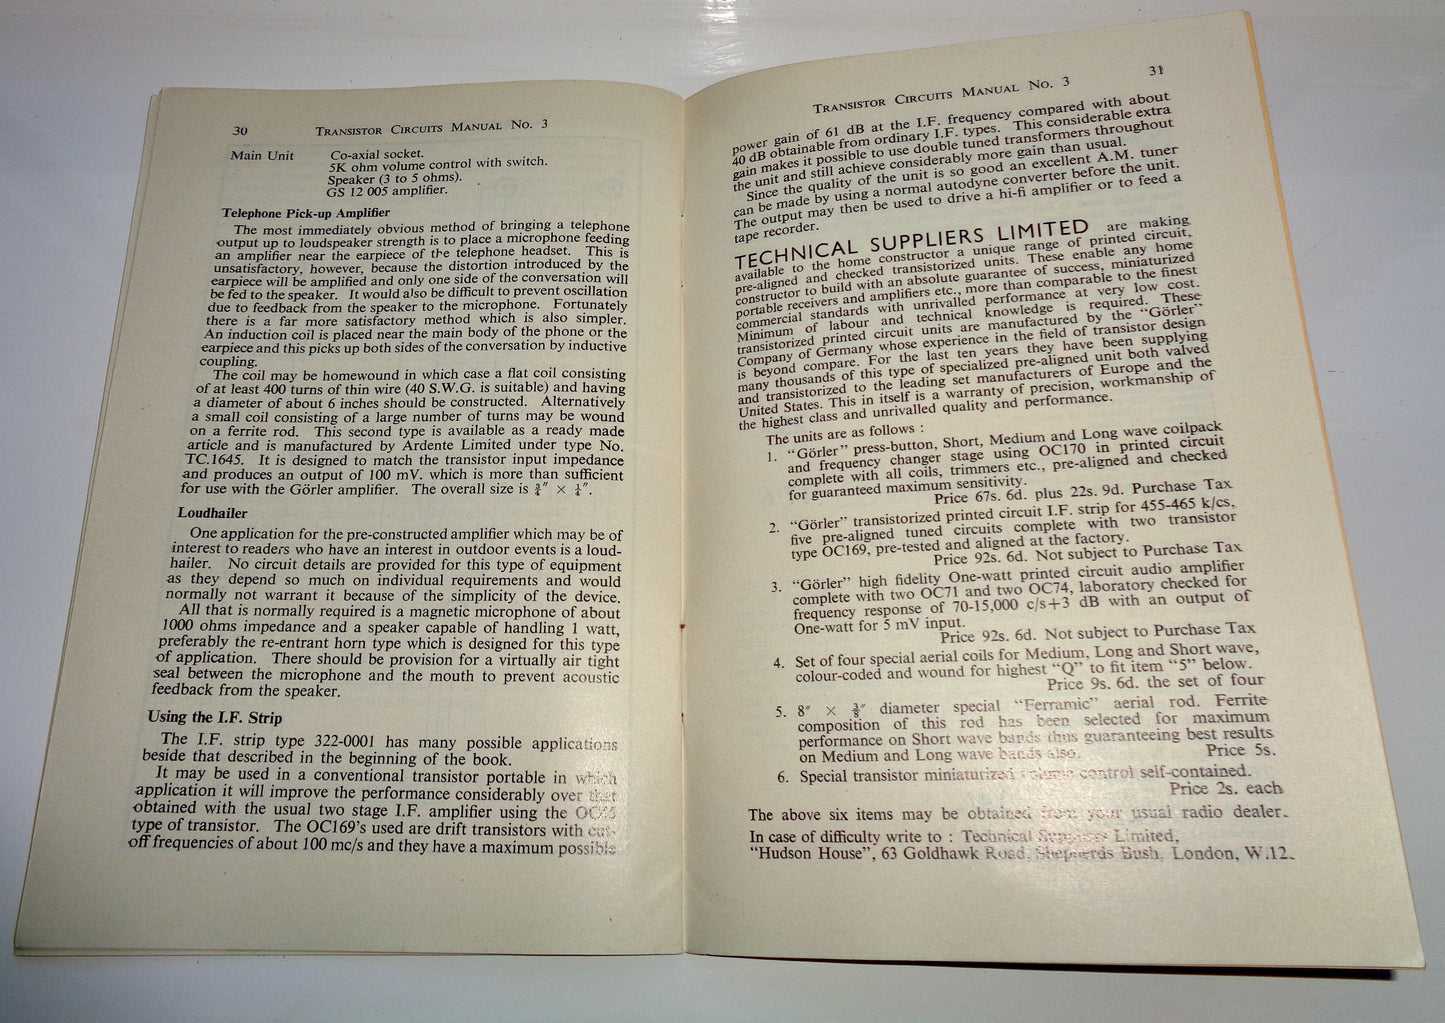 30
TRANSISTOR CIRCUITS MANUAL NO. 3
Main Unit
Co-axial socket.
5K ohm volume control with switch.
Speaker (3 to 5 ohms).
GS 12 005 amplifier.
Telephone Pick-up Amplifier
The most immediately obvious method of bringing a telephone
output up to loudspeaker strength is to place a microphone feeding
an amplifier near the earpiece of the telephone headset. This is
unsatisfactory, however, because the distortion introduced by the
earpiece will be amplified and only one side of the conversation will
be fed to the speaker. It would also be difficult to prevent oscillation
due to feedback from the speaker to the microphone. Fortunately
there is a far more satisfactory method which is also simpler.
An induction coil is placed near the main body of the phone or the
earpiece and this picks up both sides of the conversation by inductive
coupling.
The coil may be homewound in which case a flat coil consisting
of at least 400 turns of thin wire (40 S.W.G. is suitable) and having
a diameter of about 6 inches should be constructed. Alternatively
a small coil consisting of a large number of turns may be wound
on a ferrite rod. This second type is available as a ready made
article and is manufactured by Ardente Limited under type No.
TC.1645. It is designed to match the transistor input impedance
and produces an output of 100 mV. which is more than sufficient
for use with the Görler amplifier. The overall size is ¾″ × ¼″.
Loudhailer
One application for the pre-constructed amplifier which may be of
interest to readers who have an interest in outdoor events is a loud-
hailer. No circuit details are provided for this type of equipment
as they depend so much on individual requirements and would
normally not warrant it because of the simplicity of the device.
All that is normally required is a magnetic microphone of about
1000 ohms impedance and a speaker capable of handling 1 watt,
preferably the re-entrant horn type which is designed for this type
of application. There should be provision for a virtually air tight
seal between the microphone and the mouth to prevent acoustic
feedback from the speaker.
Using the I.F. Strip
The I.F. strip type 322-0001 has many possible applications
beside that described in the beginning of the book.
It may be used in a conventional transistor portable in which
application it will improve the performance considerably over that
obtained with the usual two stage I.F. amplifier using the OC45
type of transistor. The OC169's used are drift transistors with cut-
off frequencies of about 100 mc/s and they have a maximum possible
TRANSISTOR CIRCUITS MANUAL NO. 3
31
power gain of 61 dB at the I.F. frequency compared with about
40 dB obtainable from ordinary I.F. types. This considerable extra
gain makes it possible to use double tuned transformers throughout
the unit and still achieve considerably more gain than usual.
Since the quality of the unit is so good an excellent A.M. tuner
can be made by using a normal autodyne converter before the unit.
The output may then be used to drive a hi-fi amplifier or to feed a
tape recorder.
TECHNICAL SUPPLIERS LIMITED are making
available to the home constructor a unique range of printed circuit,
pre-aligned and checked transistorized units. These enable any home
constructor to build with an absolute guarantee of success, miniaturized
portable receivers and amplifiers etc., more than comparable to the finest
commercial standards with unrivalled performance at very low cost.
Minimum of labour and technical knowledge is required. These
transistorized printed circuit units are manufactured by the "Görler"
Company of Germany whose experience in the field of transistor design
is beyond compare. For the last ten years they have been supplying
many thousands of this type of specialized pre-aligned unit both valved
and transistorized to the leading set manufacturers of Europe and the
United States. This in itself is a warranty of precision, workmanship of
the highest class and unrivalled quality and performance.
The units are as follows :
1. "Görler" press-button, Short, Medium and Long wave coilpack
and frequency changer stage using OC170 in printed circuit
complete with all coils, trimmers etc., pre-aligned and checked
for guaranteed maximum sensitivity.
Price 67s. 6d. plus 22s. 9d. Purchase Tax
2. "Görler" transistorized printed circuit I.F. strip for 455-465 k/cs,
five pre-aligned tuned circuits complete with two transistor
type OC169, pre-tested and aligned at the factory.
Price 92s. 6d. Not subject to Purchase Tax
3. "Görler" high fidelity One-watt printed circuit audio amplifier
complete with two OC71 and two OC74, laboratory checked for
frequency response of 70-15,000 c/s+3 dB with an output of
One-watt for 5 mV input.
Price 92s. 6d. Not subject to Purchase Tax
4. Set of four special aerial coils for Medium, Long and Short wave,
colour-coded and wound for highest "Q" to fit item "5" below.
Price 9s. 6d. the set of four
5. 8″ × ⅜″ diameter special "Ferramic" aerial rod. Ferrite
composition of this rod has been selected for maximum
performance on Short wave bands thus guaranteeing best results
on Medium and Long wave bands also. Price 5s.
6. Special transistor miniaturized volume control self-contained.
Price 2s. each
The above six items may be obtained from your usual radio dealer.
In case of difficulty write to : Technical Suppliers Limited,
"Hudson House", 63 Goldhawk Road, Shepherds Bush, London, W.12.